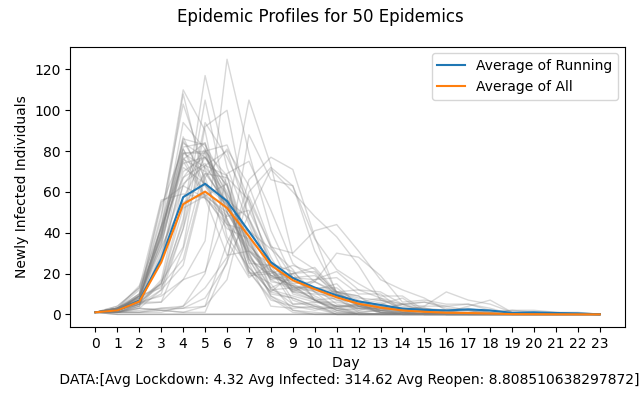 Epidemic Profiles for 50 Epidemics
Average of Running
Average of All
Newly Infected Individuals
120
100
80
60
40
20
0
0 1 2 3 4 5 6 7 8 9 10 11 12 13 14 15 16 17 18 19 20 21 22 23
Day
DATA:[Avg Lockdown: 4.32 Avg Infected: 314.62 Avg Reopen: 8.808510638297872]